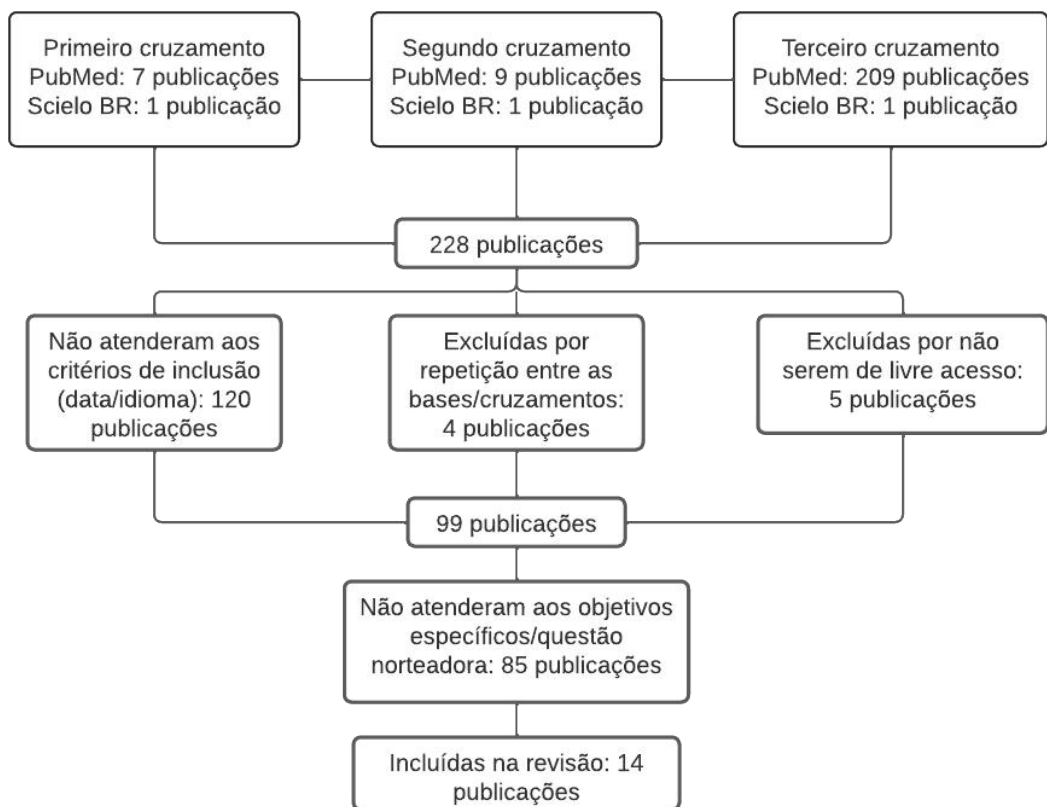 Primeiro cruzamento
PubMed: 7 publicações
Scielo BR: 1 publicação
Segundo cruzamento
PubMed: 9 publicações
Scielo BR: 1 publicação
Terceiro cruzamento
PubMed: 209 publicações
Scielo BR: 1 publicação
228 publicações
Não atenderam aos
critérios de inclusão
(data/idioma): 120
publicações
Excluídas por
repetição entre as
bases/cruzamentos:
4 publicações
Excluídas por não
serem de livre acesso:
5 publicações
99 publicações
Não atenderam aos objetivos
específicos/questão
norteadora: 85 publicações
Incluídas na revisão: 14
publicações